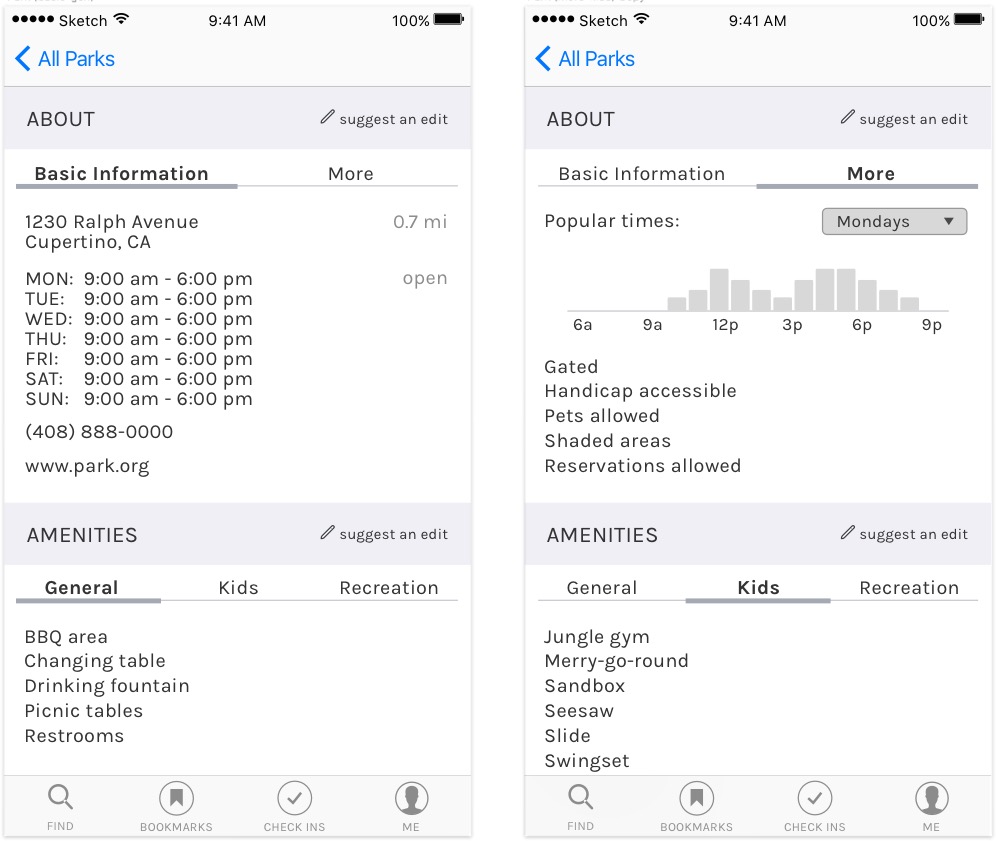 Sketch 9:41 AM 100%
All Parks
ABOUT suggest an edit
Basic Information More
1230 Ralph Avenue 0.7 mi
Cupertino, CA
MON: 9:00 am - 6:00 pm open
TUE: 9:00 am - 6:00 pm
WED: 9:00 am - 6:00 pm
THU: 9:00 am - 6:00 pm
FRI: 9:00 am - 6:00 pm
SAT: 9:00 am - 6:00 pm
SUN: 9:00 am - 6:00 pm
(408) 888-0000
www.park.org
AMENITIES suggest an edit
General Kids Recreation
BBQ area
Changing table
Drinking fountain
Picnic tables
Restrooms
FIND BOOKMARKS CHECK INS ME
Sketch 9:41 AM 100%
All Parks
ABOUT suggest an edit
Basic Information More
Popular times: Mondays
6a 9a 12p 3p 6p 9p
Gated
Handicap accessible
Pets allowed
Shaded areas
Reservations allowed
AMENITIES suggest an edit
General Kids Recreation
Jungle gym
Merry-go-round
Sandbox
Seesaw
Slide
Swingset
FIND BOOKMARKS CHECK INS ME